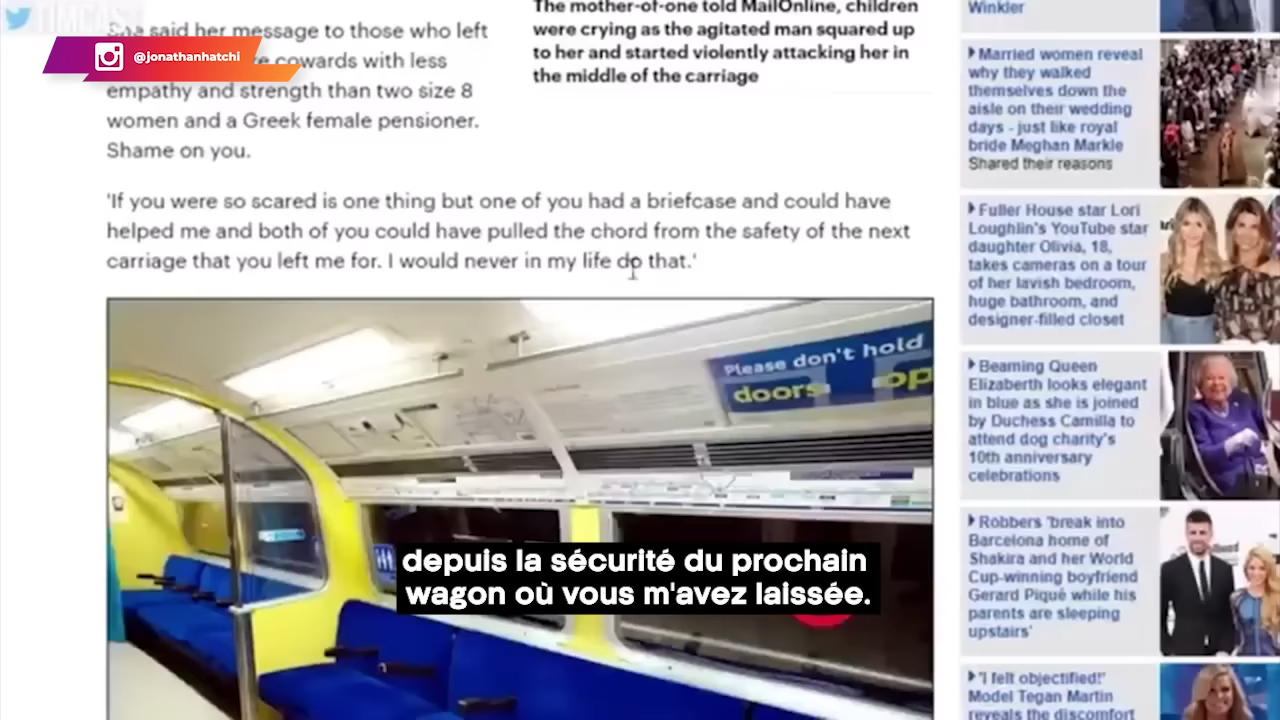 TIMCAST
@jonathanhatchi
She said her message to those who left
cowards with less
empathy and strength than two size 8
women and a Greek female pensioner.
Shame on you.
The mother-of-one told MailOnline, children
were crying as the agitated man squared up
to her and started violently attacking her in
the middle of the carriage
'If you were so scared is one thing but one of you had a briefcase and could have
helped me and both of you could have pulled the chord from the safety of the next
carriage that you left me for. I would never in my life do that.'
Please don't hold
doors op
depuis la sécurité du prochain
wagon où vous m'avez laissée.
Winkler
Married women reveal
why they walked
themselves down the
aisle on their wedding
days - just like royal
bride Meghan Markle
Shared their reasons
Fuller House star Lori
Loughlin's YouTube star
daughter Olivia, 18,
takes cameras on a tour
of her lavish bedroom,
huge bathroom, and
designer-filled closet
Beaming Queen
Elizaberth looks elegant
in blue as she is joined
by Duchess Camilla to
attend dog charity's
10th anniversary
celebrations
Robbers 'break into
Barcelona home of
Shakira and her World
Cup-winning boyfriend
Gerard Piqué while his
parents are sleeping
upstairs'
'I felt objectified!'
Model Tegan Martin
reveals the discomfort